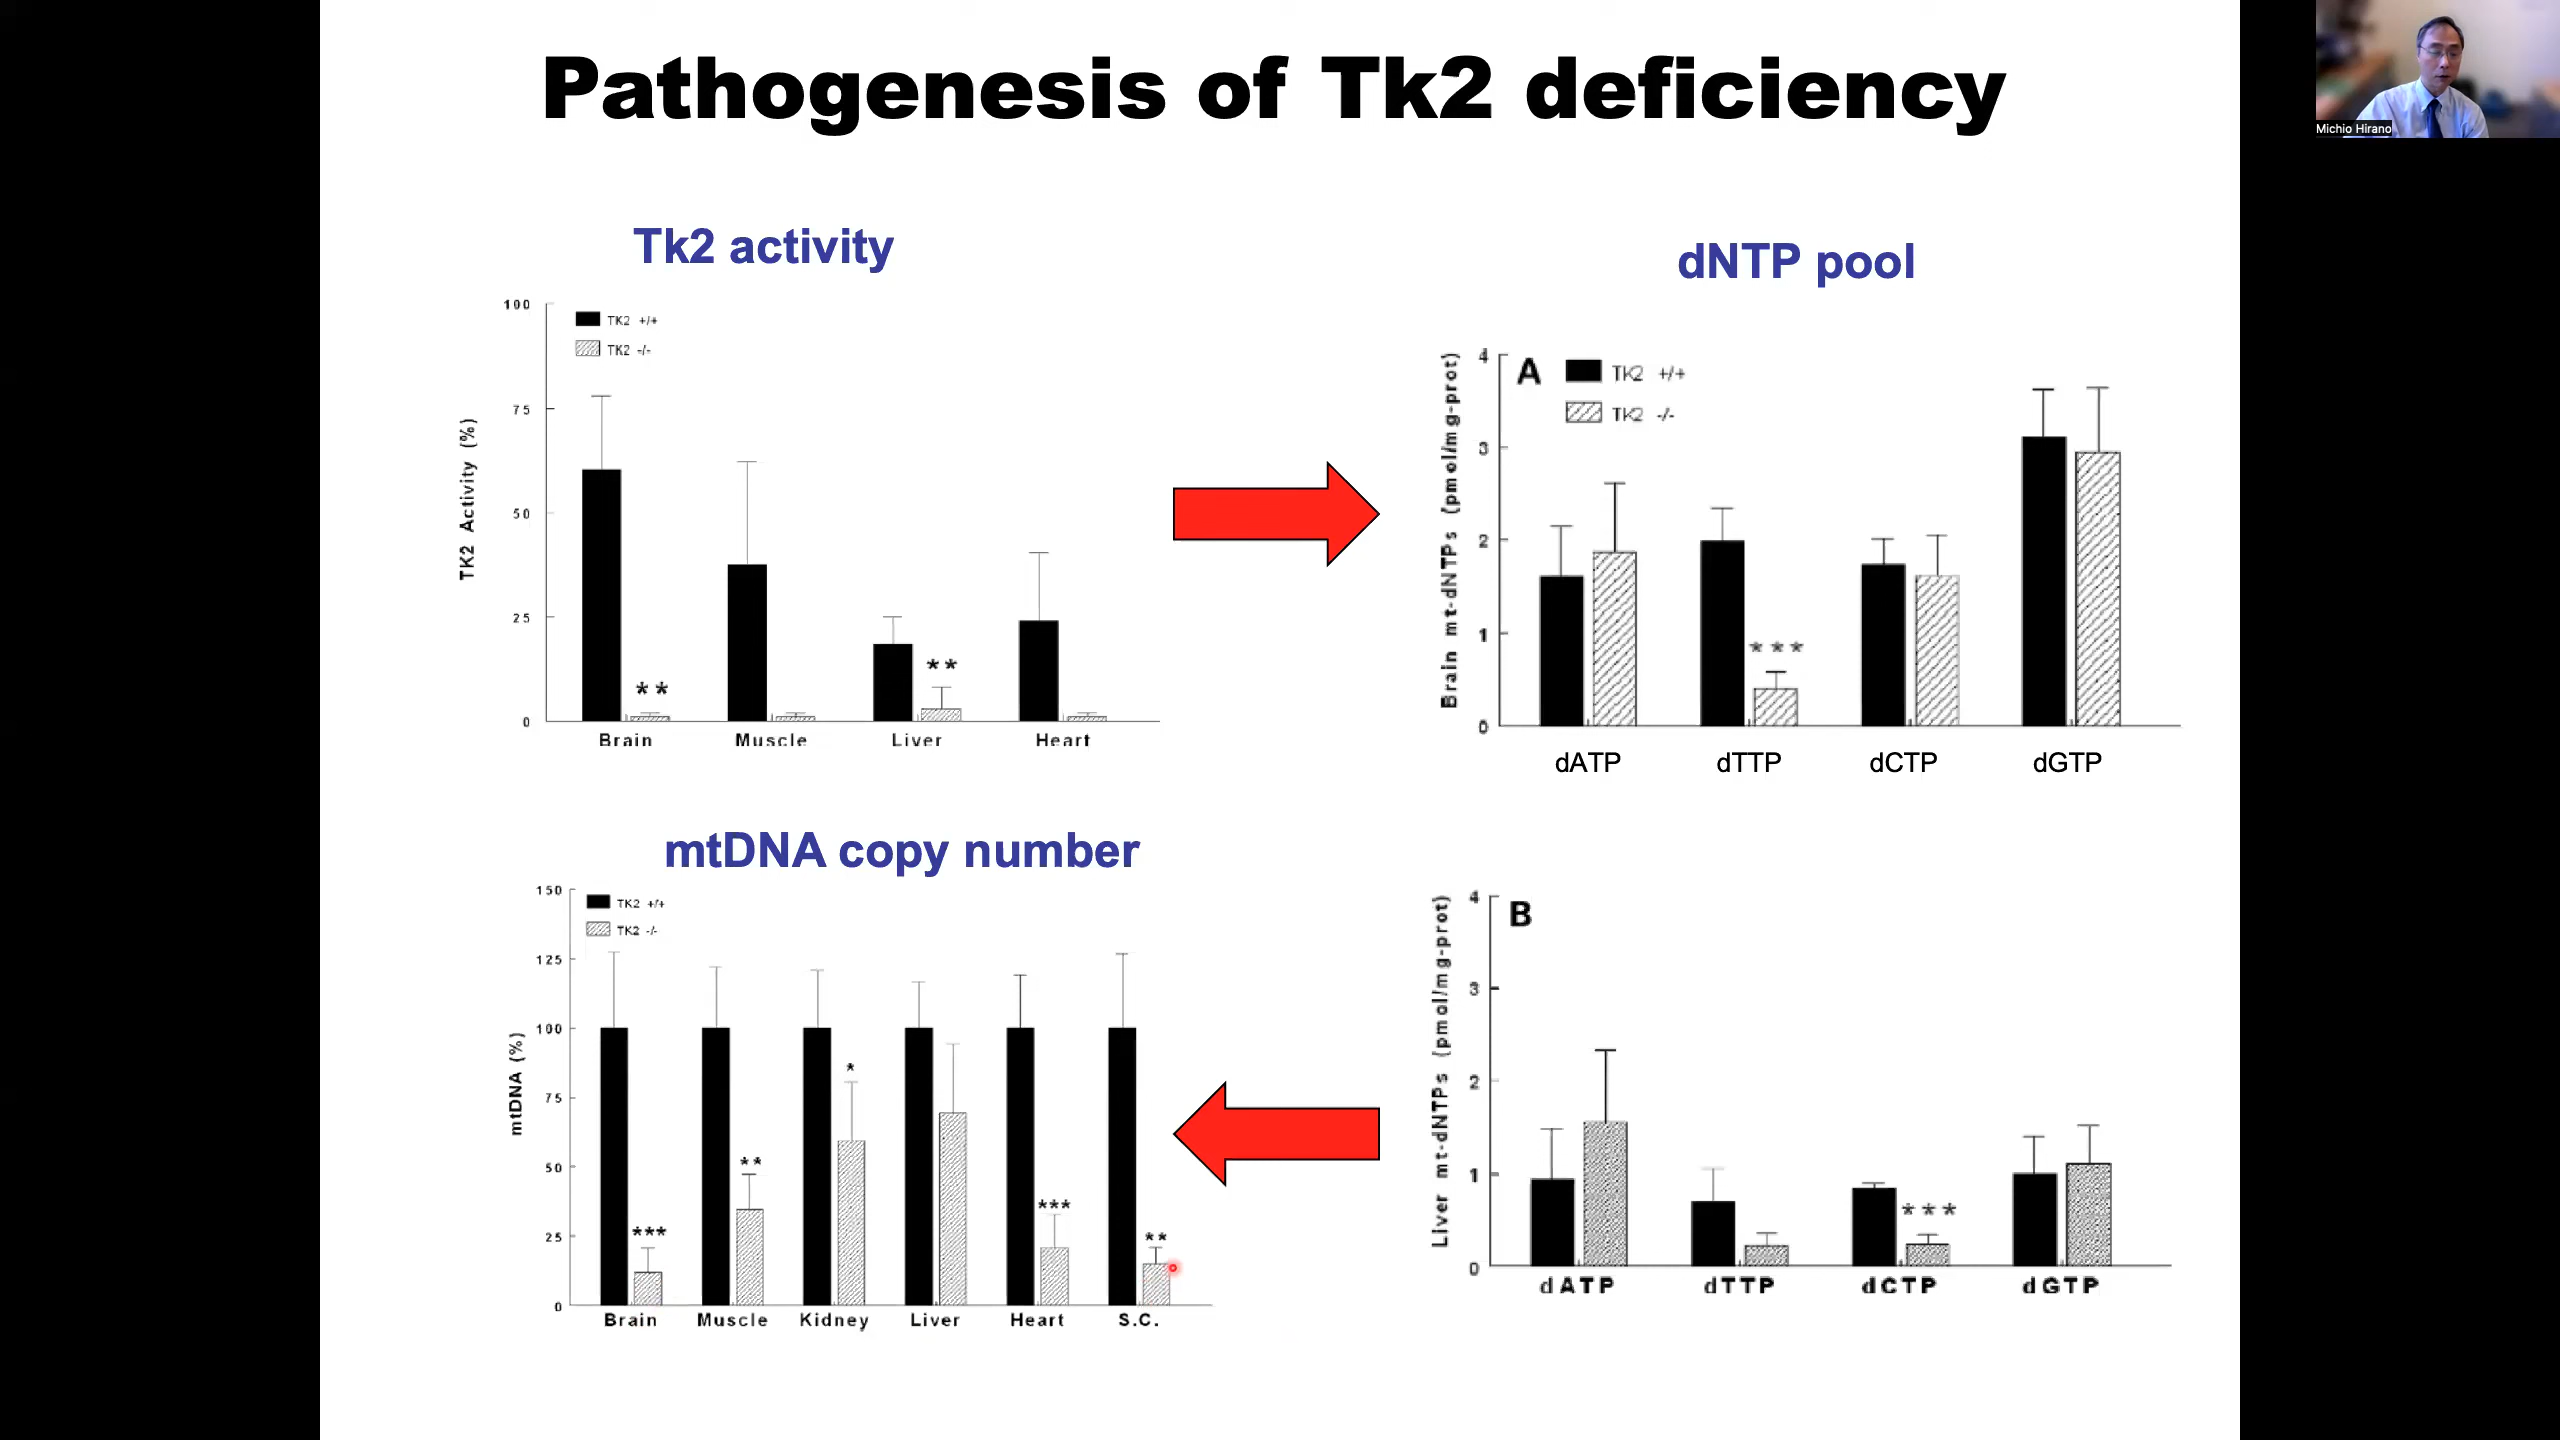 Pathogenesis of Tk2 deficiency
Michio Hirano
Tk2 activity
TK2 Activity (%)
100
75
50
25
0
TK2 +/+
TK2 -/-
**
**
Brain
Muscle
Liver
Heart
dNTP pool
Brain mt-dNTPs (pmol/mg-prot)
4
3
2
1
0
A
Tk2 +/+
Tk2 -/-
***
dATP
dTTP
dCTP
dGTP
mtDNA copy number
mtDNA (%)
150
125
100
75
50
25
0
TK2 +/+
TK2 -/-
***
**
*
***
**
Brain
Muscle
Kidney
Liver
Heart
S.C.
Liver mt-dNTPs (pmol/mg-prot)
4
3
2
1
0
B
***
dATP
dTTP
dCTP
dGTP